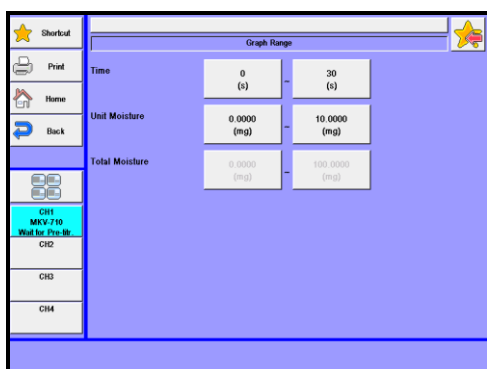 Shortcut
Graph Range
Print
Home
Back
Time
0
(s)
–
30
(s)
Unit Moisture
0.0000
(mg)
–
10.0000
(mg)
Total Moisture
0.0000
(mg)
–
100.0000
(mg)
CH1
MKV-710
Wait for Pre-titr.
CH2
CH3
CH4